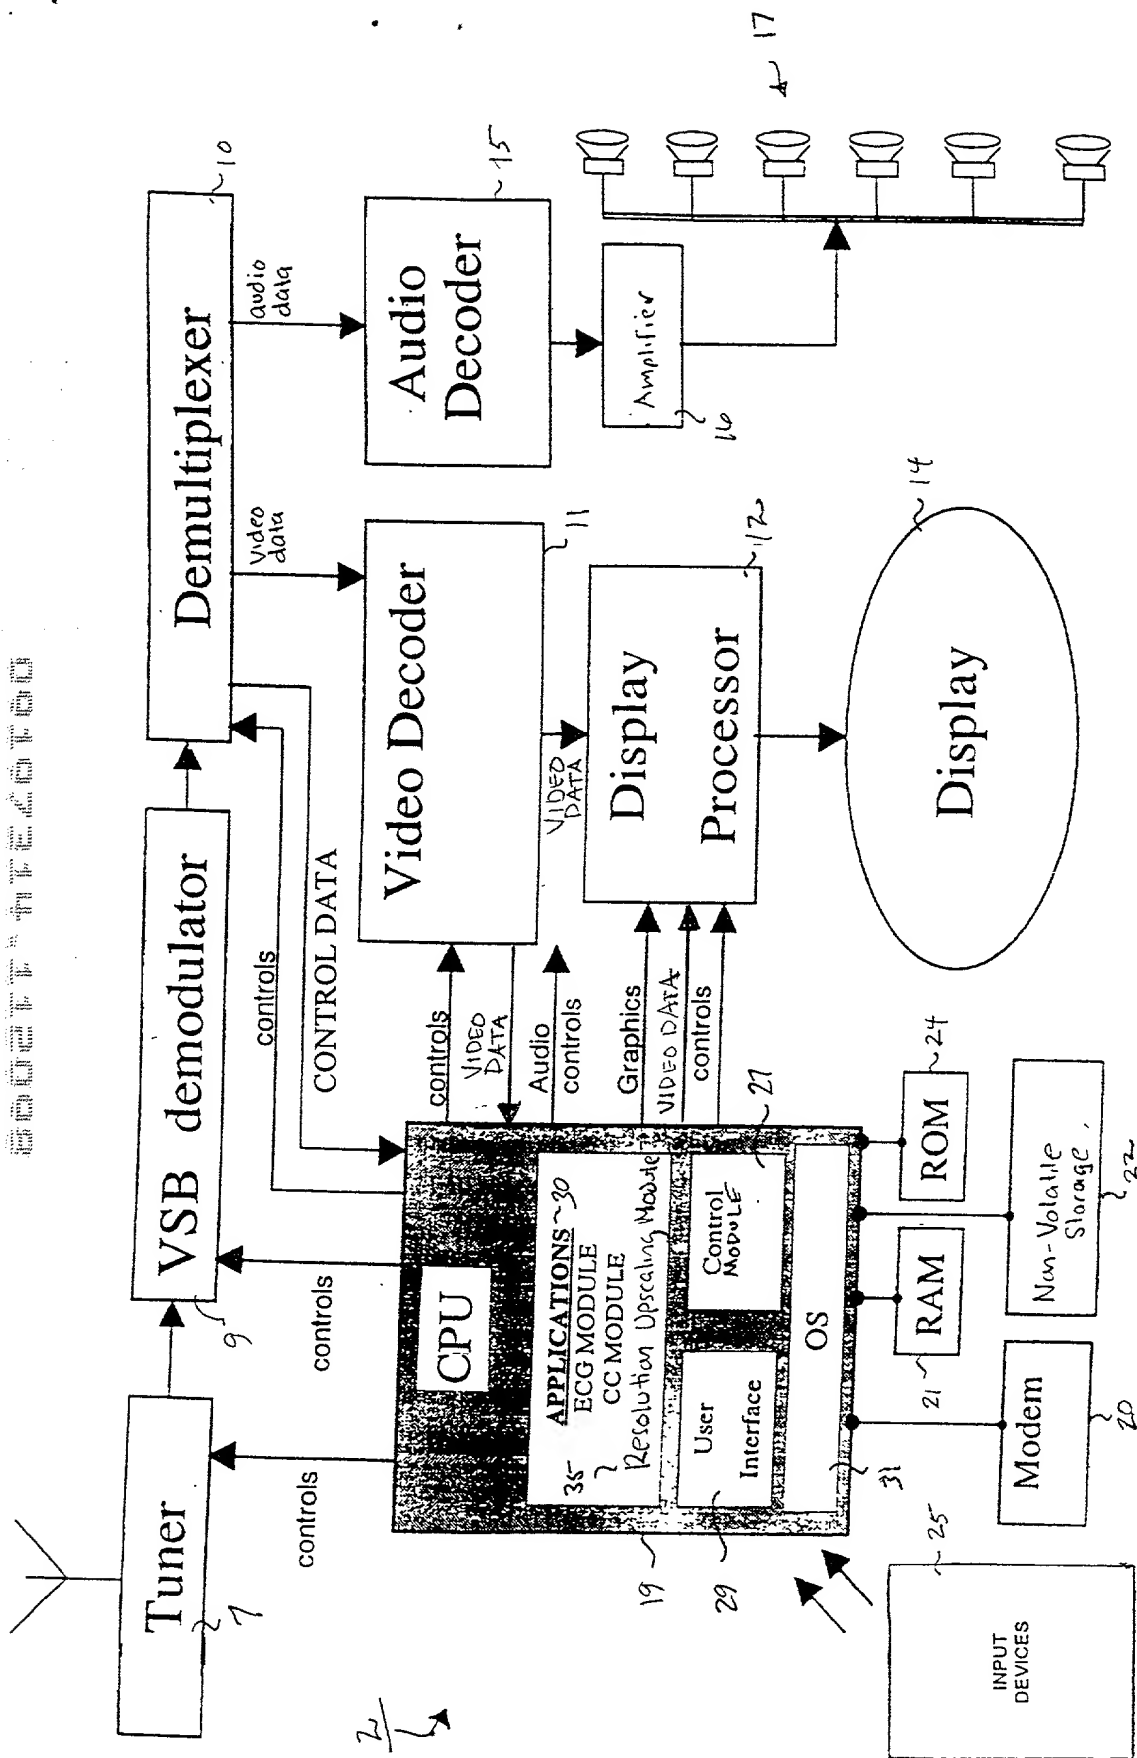 Tuner
7
controls
VSB demodulator
9
controls
Demultiplexer
10
controls
CONTROL DATA
Video
data
audio
data
Video Decoder
11
Audio
Decoder
15
Amplifier
16
17
controls
VIDEO
DATA
Audio
controls
VIDEO
DATA
Graphics
VIDEO DATA
controls
Display
Processor
12
Display
14
CPU
APPLICATIONS~30
ECG MODULE
CC MODULE
35
Resolution Upscaling Module
User
Interface
Control
MODULE
27
OS
19
29
31
Modem
20
RAM
21
ROM
24
Non-Volatile
Storage
22
INPUT
DEVICES
25
2